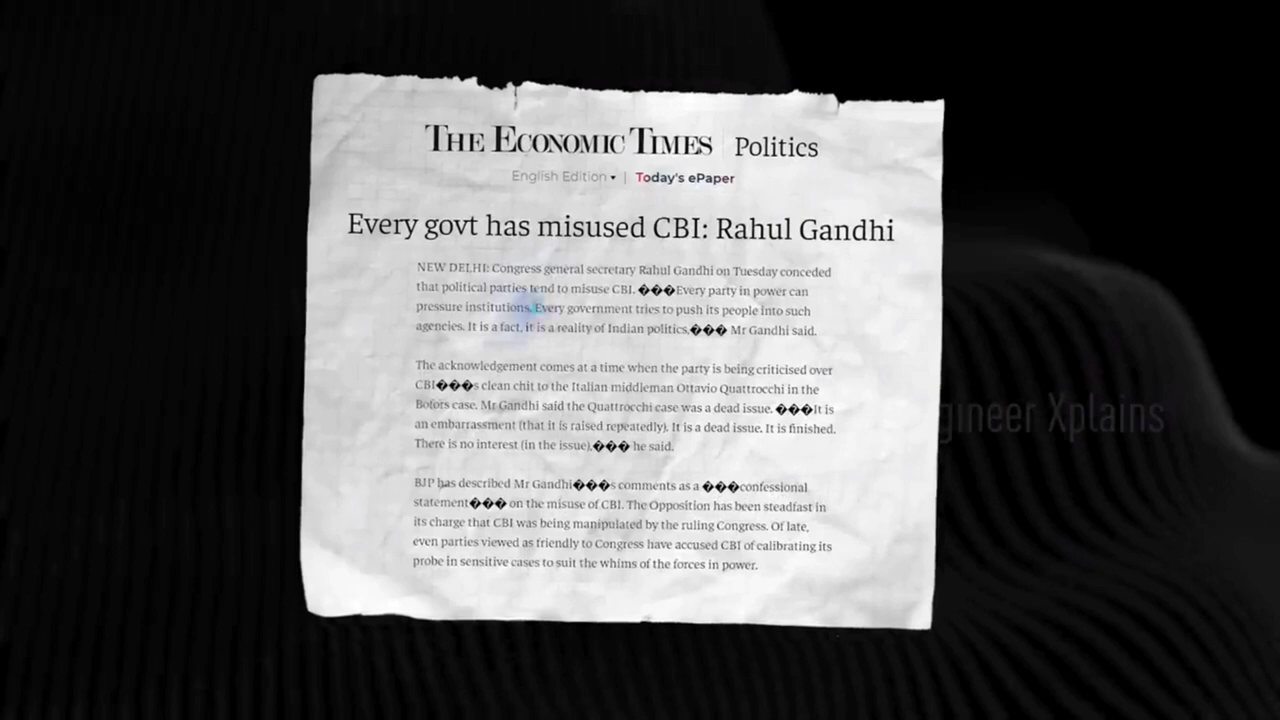 THE ECONOMIC TIMES | Politics
English Edition ▾ | Today's ePaper
Every govt has misused CBI: Rahul Gandhi
NEW DELHI: Congress general secretary Rahul Gandhi on Tuesday conceded
that political parties tend to misuse CBI. ���Every party in power can
pressure institutions. Every government tries to push its people into such
agencies. It is a fact, it is a reality of Indian politics,��� Mr Gandhi said.
The acknowledgement comes at a time when the party is being criticised over
CBI���s clean chit to the Italian middleman Ottavio Quattrocchi in the
Bofors case. Mr Gandhi said the Quattrocchi case was a dead issue. ���It is
an embarrassment (that it is raised repeatedly). It is a dead issue. It is finished.
There is no interest (in the issue),��� he said.
BJP has described Mr Gandhi���s comments as a ���confessional
statement��� on the misuse of CBI. The Opposition has been steadfast in
its charge that CBI was being manipulated by the ruling Congress. Of late,
even parties viewed as friendly to Congress have accused CBI of calibrating its
probe in sensitive cases to suit the whims of the forces in power.
gineer Xplains